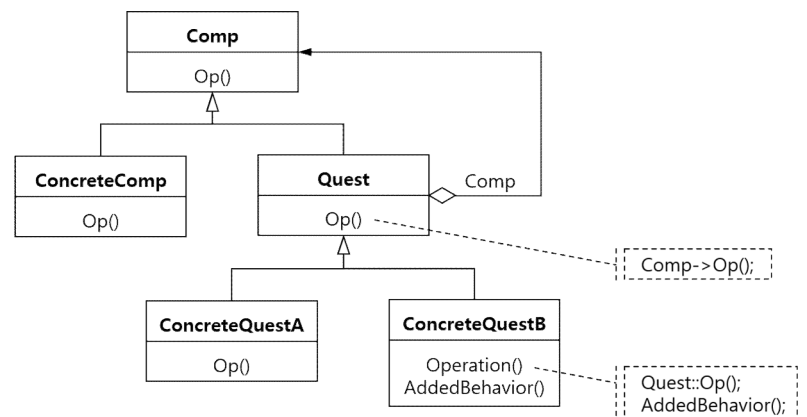 Comp
Op()
ConcreteComp
Op()
Quest
Op()
Comp
Comp->Op();
ConcreteQuestA
Op()
ConcreteQuestB
Operation()
AddedBehavior()
Quest::Op();
AddedBehavior();